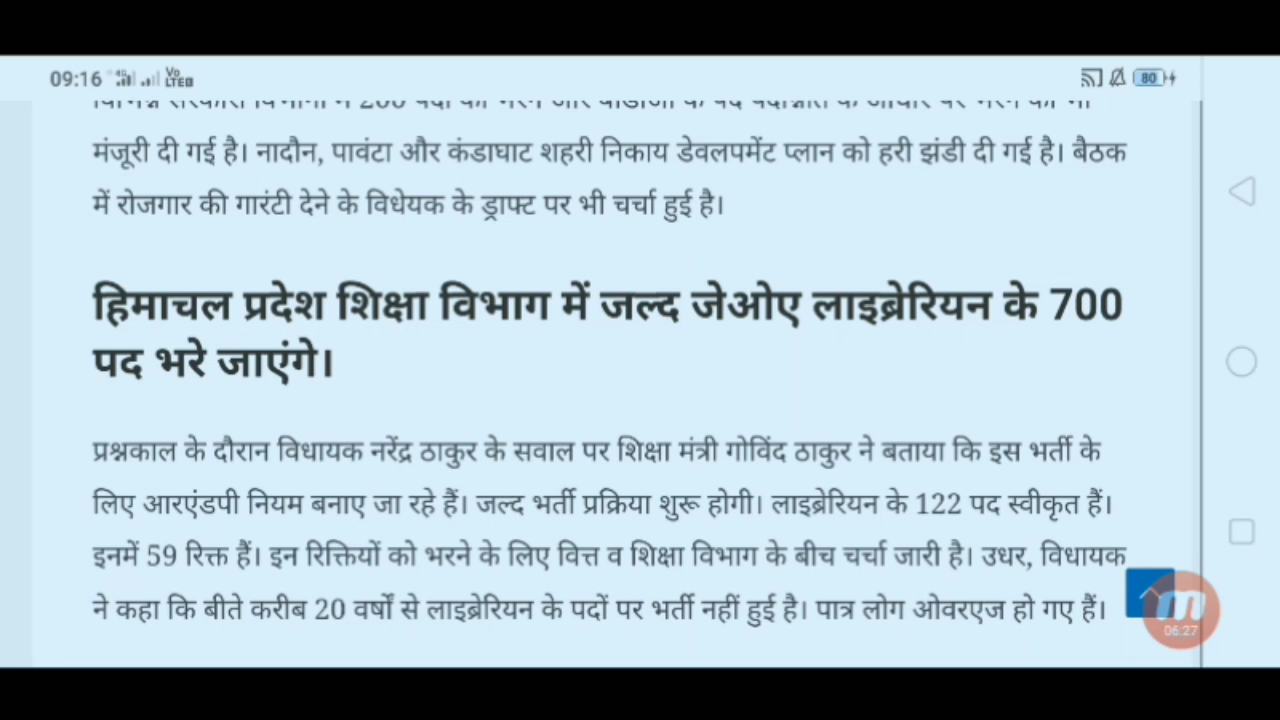 09:16 4G Vo LTE 80
मंजूरी दी गई है। नादौन, पावंटा और कंडाघाट शहरी निकाय डेवलपमेंट प्लान को हरी झंडी दी गई है। बैठक
में रोजगार की गारंटी देने के विधेयक के ड्राफ्ट पर भी चर्चा हुई है।
हिमाचल प्रदेश शिक्षा विभाग में जल्द जेओए लाइब्रेरियन के 700
पद भरे जाएंगे।
प्रश्नकाल के दौरान विधायक नरेंद्र ठाकुर के सवाल पर शिक्षा मंत्री गोविंद ठाकुर ने बताया कि इस भर्ती के
लिए आरएंडपी नियम बनाए जा रहे हैं। जल्द भर्ती प्रक्रिया शुरू होगी। लाइब्रेरियन के 122 पद स्वीकृत हैं।
इनमें 59 रिक्त हैं। इन रिक्तियों को भरने के लिए वित्त व शिक्षा विभाग के बीच चर्चा जारी है। उधर, विधायक
ने कहा कि बीते करीब 20 वर्षों से लाइब्रेरियन के पदों पर भर्ती नहीं हुई है। पात्र लोग ओवरएज हो गए हैं।
06:27